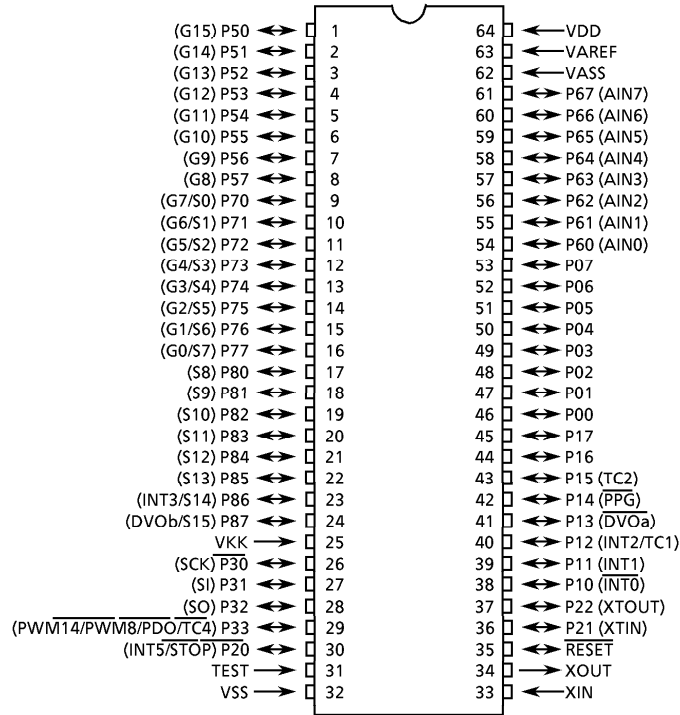 (G15) P50 1 64 VDD
(G14) P51 2 63 VAREF
(G13) P52 3 62 VASS
(G12) P53 4 61 P67 (AIN7)
(G11) P54 5 60 P66 (AIN6)
(G10) P55 6 59 P65 (AIN5)
(G9) P56 7 58 P64 (AIN4)
(G8) P57 8 57 P63 (AIN3)
(G7/S0) P70 9 56 P62 (AIN2)
(G6/S1) P71 10 55 P61 (AIN1)
(G5/S2) P72 11 54 P60 (AIN0)
(G4/S3) P73 12 53 P07
(G3/S4) P74 13 52 P06
(G2/S5) P75 14 51 P05
(G1/S6) P76 15 50 P04
(G0/S7) P77 16 49 P03
(S8) P80 17 48 P02
(S9) P81 18 47 P01
(S10) P82 19 46 P00
(S11) P83 20 45 P17
(S12) P84 21 44 P16
(S13) P85 22 43 P15 (TC2)
(INT3/S14) P86 23 42 P14 (PPG)
(DVOb/S15) P87 24 41 P13 (DVOa)
VKK 25 40 P12 (INT2/TC1)
(SCK) P30 26 39 P11 (INT1)
(SI) P31 27 38 P10 (INT0)
(SO) P32 28 37 P22 (XTOUT)
(PWM14/PWM8/PDO/TC4) P33 29 36 P21 (XTIN)
(INT5/STOP) P20 30 35 RESET
TEST 31 34 XOUT
VSS 32 33 XIN